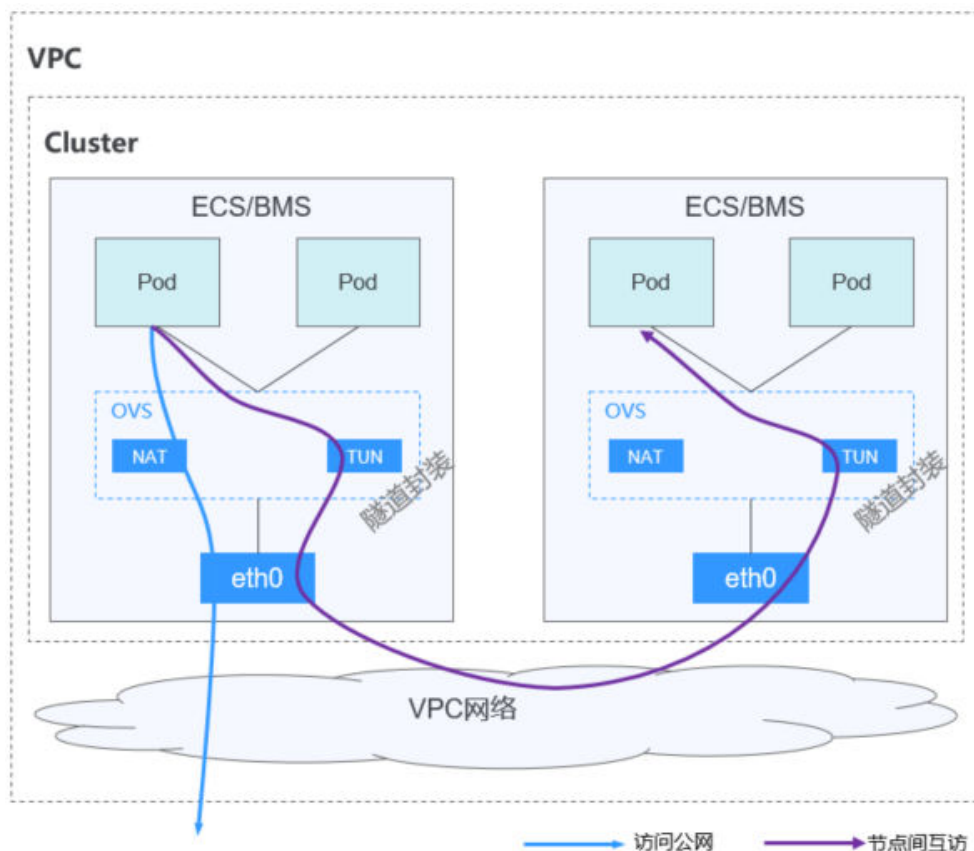 VPC
Cluster
ECS/BMS
Pod
Pod
OVS
NAT
TUN
隧道封装
eth0
ECS/BMS
Pod
Pod
OVS
NAT
TUN
隧道封装
eth0
VPC网络
访问公网
节点间互访